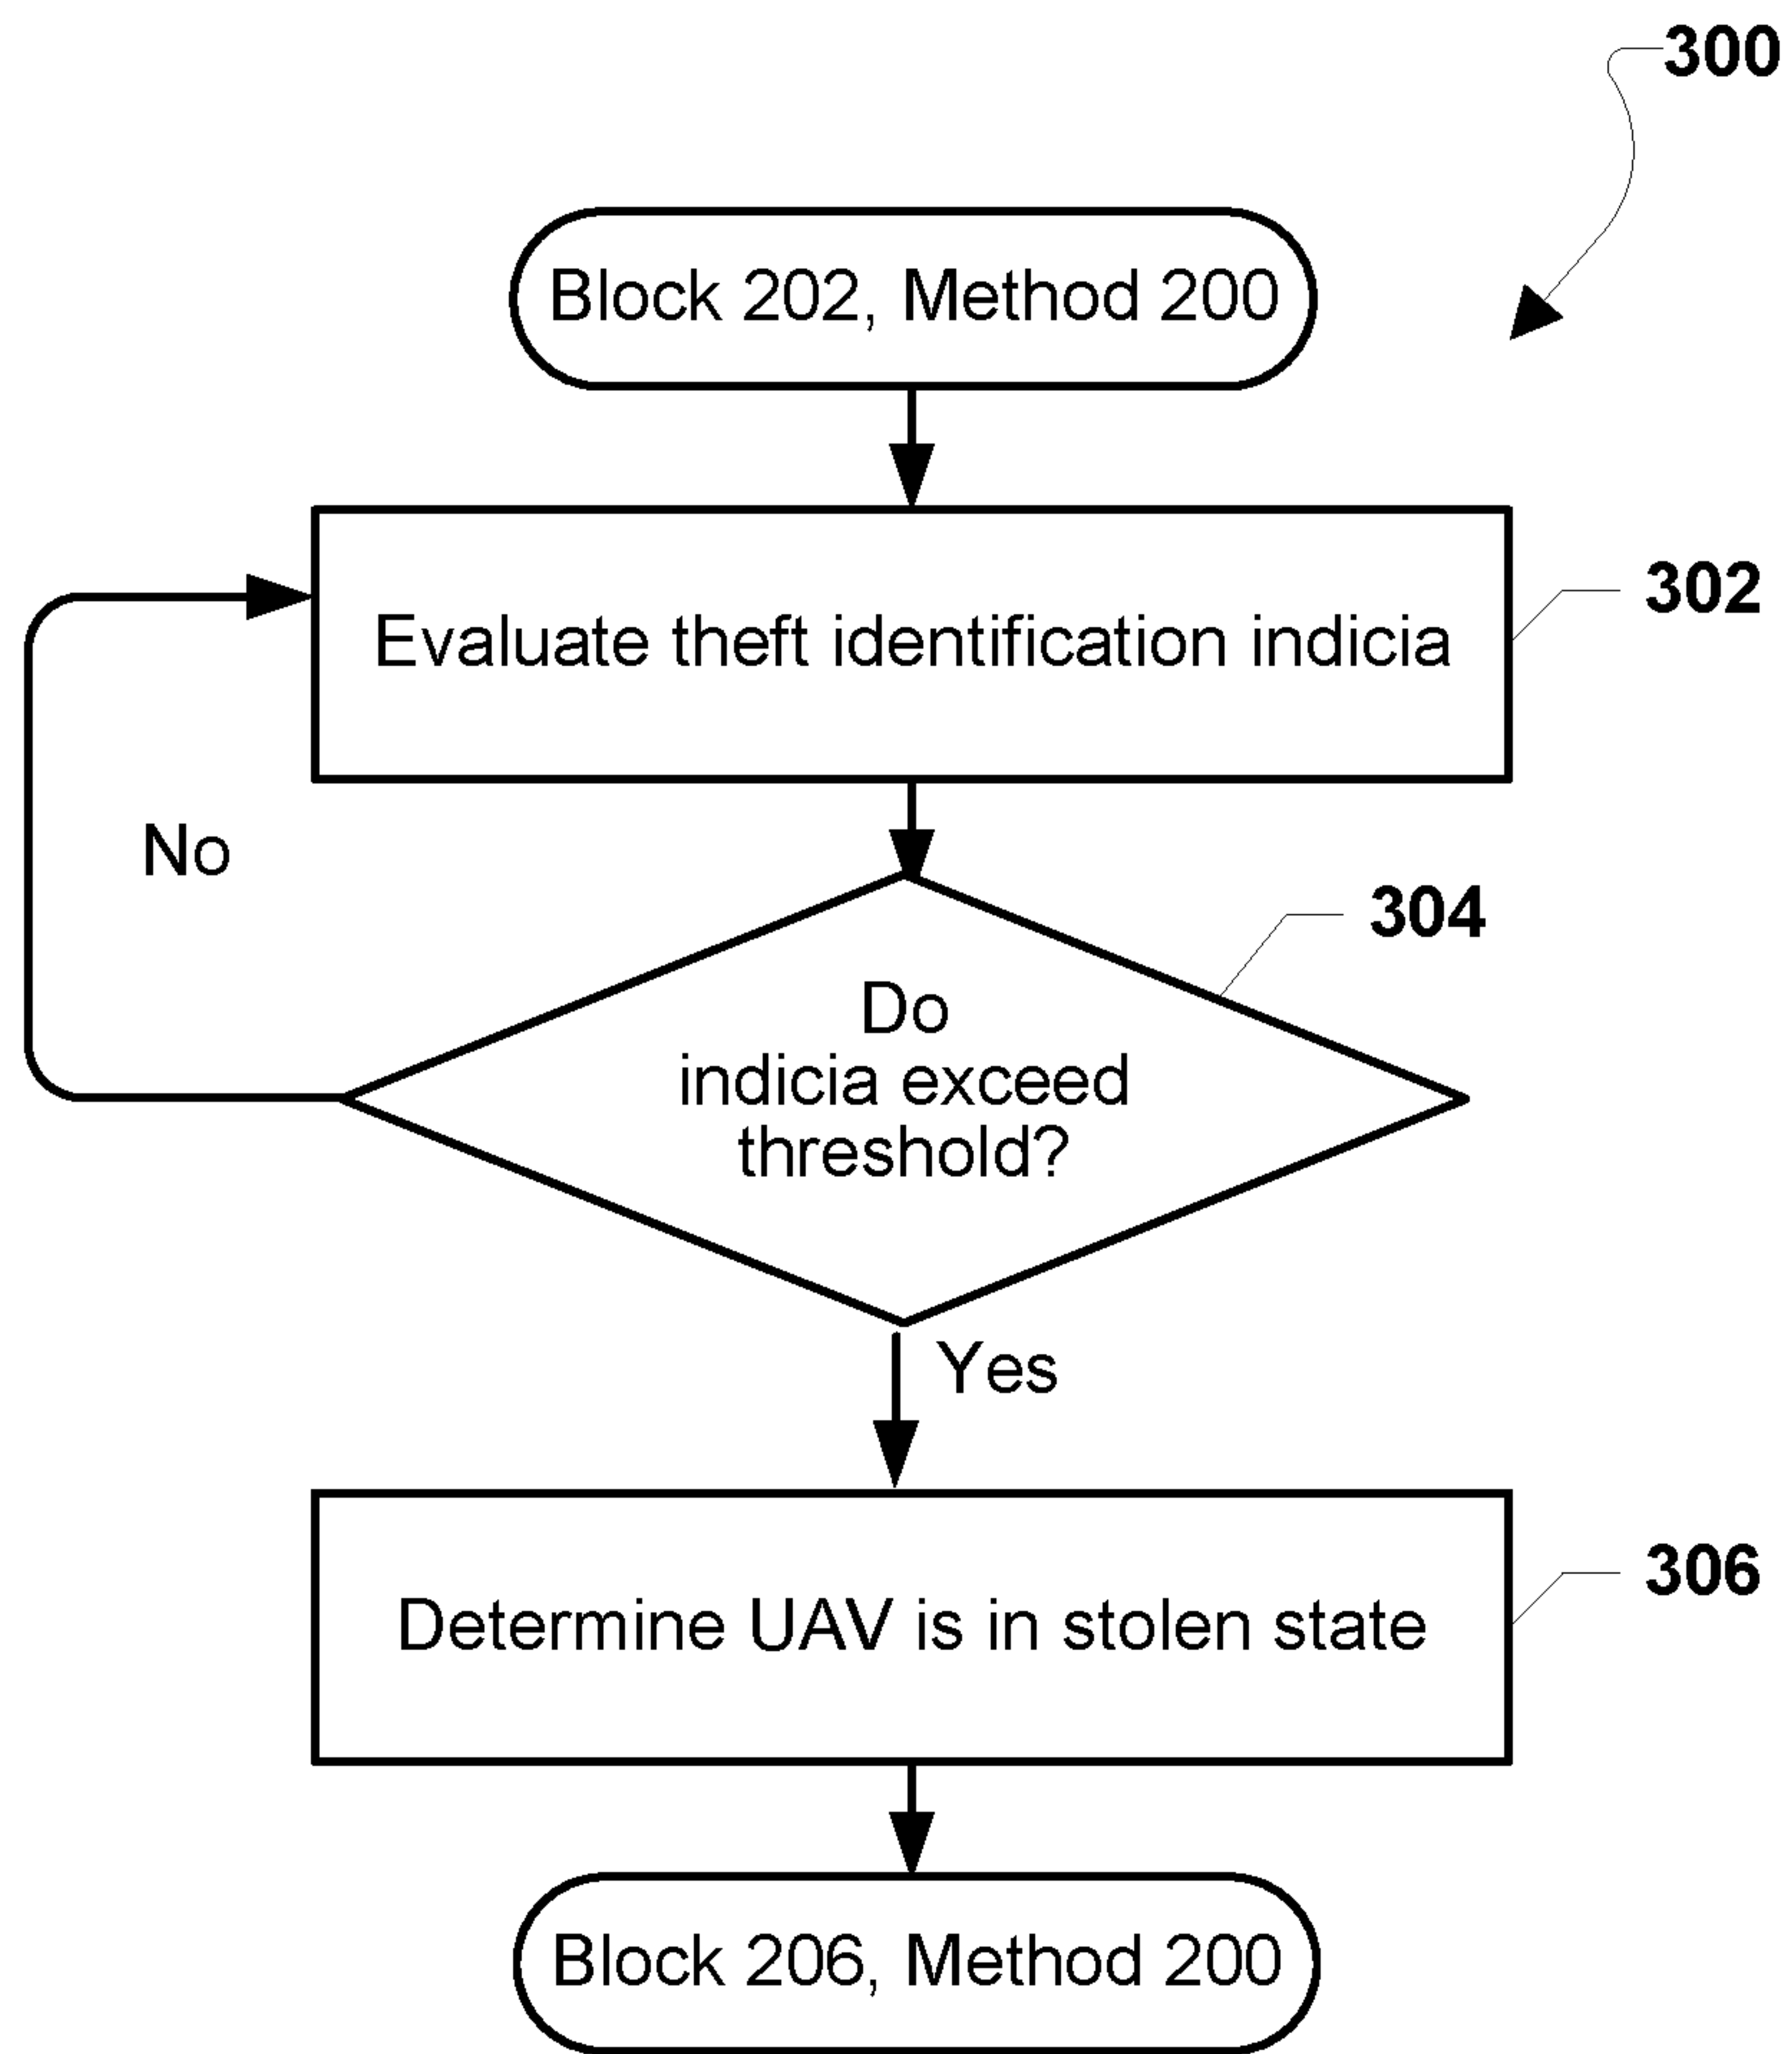 300
Block 202, Method 200
302
Evaluate theft identification indicia
No
304
Do
indicia exceed
threshold?
Yes
306
Determine UAV is in stolen state
Block 206, Method 200